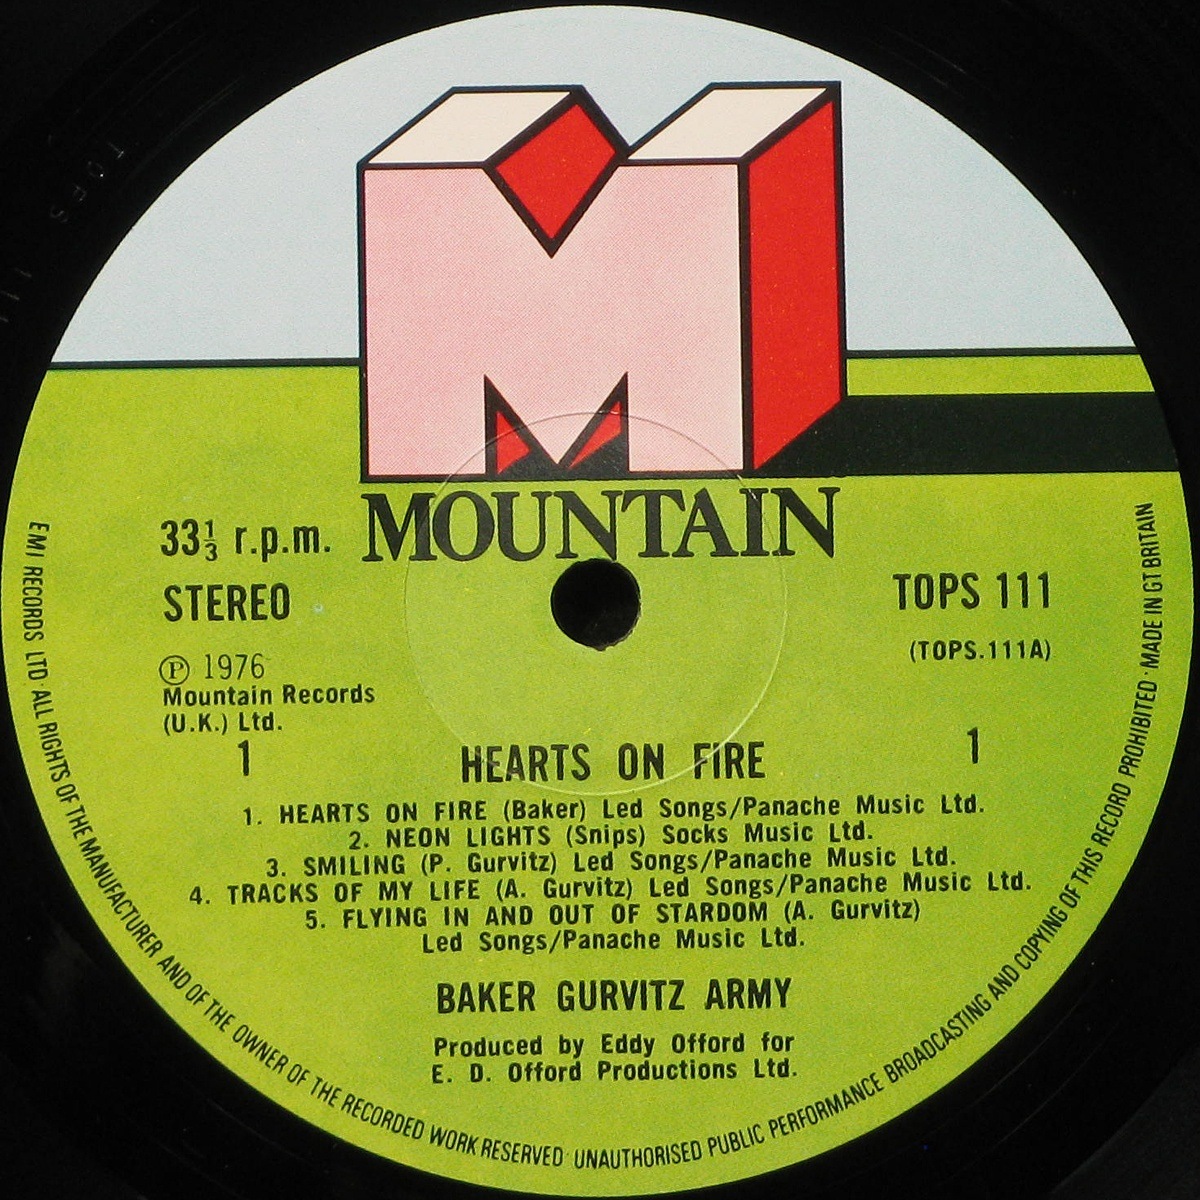 M
MOUNTAIN
33⅓ r.p.m.
STEREO
TOPS 111
(TOPS.111A)
Ⓟ 1976
Mountain Records
(U.K.) Ltd.
1
1
HEARTS ON FIRE
1. HEARTS ON FIRE (Baker) Led Songs/Panache Music Ltd.
2. NEON LIGHTS (Snips) Socks Music Ltd.
3. SMILING (P. Gurvitz) Led Songs/Panache Music Ltd.
4. TRACKS OF MY LIFE (A. Gurvitz) Led Songs/Panache Music Ltd.
5. FLYING IN AND OUT OF STARDOM (A. Gurvitz)
Led Songs/Panache Music Ltd.
BAKER GURVITZ ARMY
Produced by Eddy Offord for
E. D. Offord Productions Ltd.
EMI RECORDS LTD · ALL RIGHTS OF THE MANUFACTURER AND OF THE OWNER OF THE RECORDED WORK RESERVED · UNAUTHORISED PUBLIC PERFORMANCE BROADCASTING AND COPYING OF THIS RECORD PROHIBITED · MADE IN GT BRITAIN